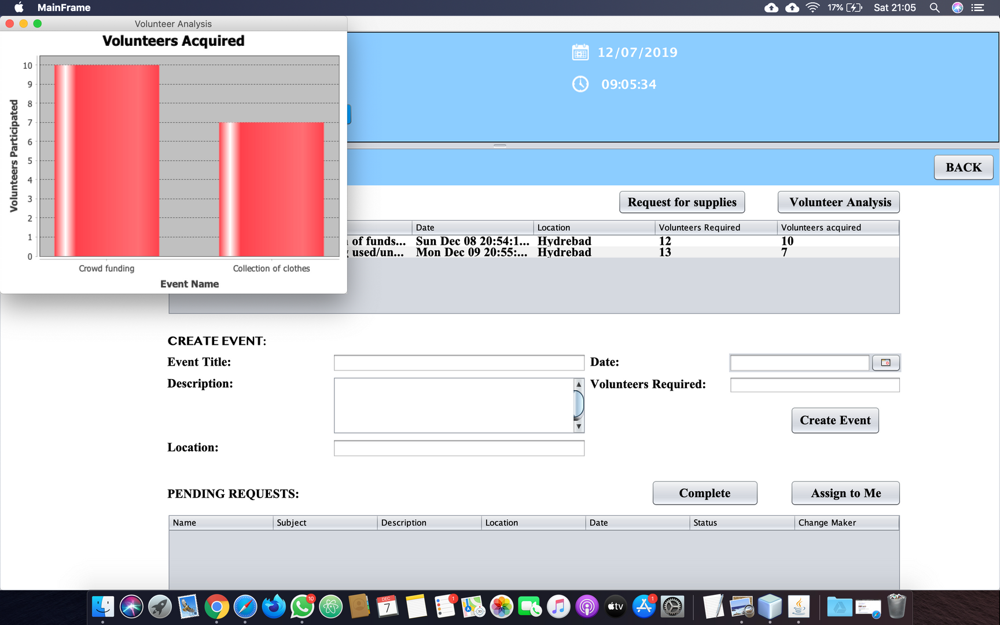 MainFrame
17%
Sat 21:05
Volunteer Analysis
Volunteers Acquired
10
9
8
7
6
5
4
3
2
1
0
Volunteers Participated
Crowd funding
Collection of clothes
Event Name
12/07/2019
09:05:34
BACK
Request for supplies
Volunteer Analysis
Date
Location
Volunteers Required
Volunteers acquired
of funds...
Sun Dec 08 20:54:1...
Hydrebad
12
10
used/un...
Mon Dec 09 20:55:...
Hydrebad
13
7
CREATE EVENT:
Event Title:
Date:
Description:
Volunteers Required:
Create Event
Location:
PENDING REQUESTS:
Complete
Assign to Me
Name
Subject
Description
Location
Date
Status
Change Maker
10
DEC
7
1
tv
1